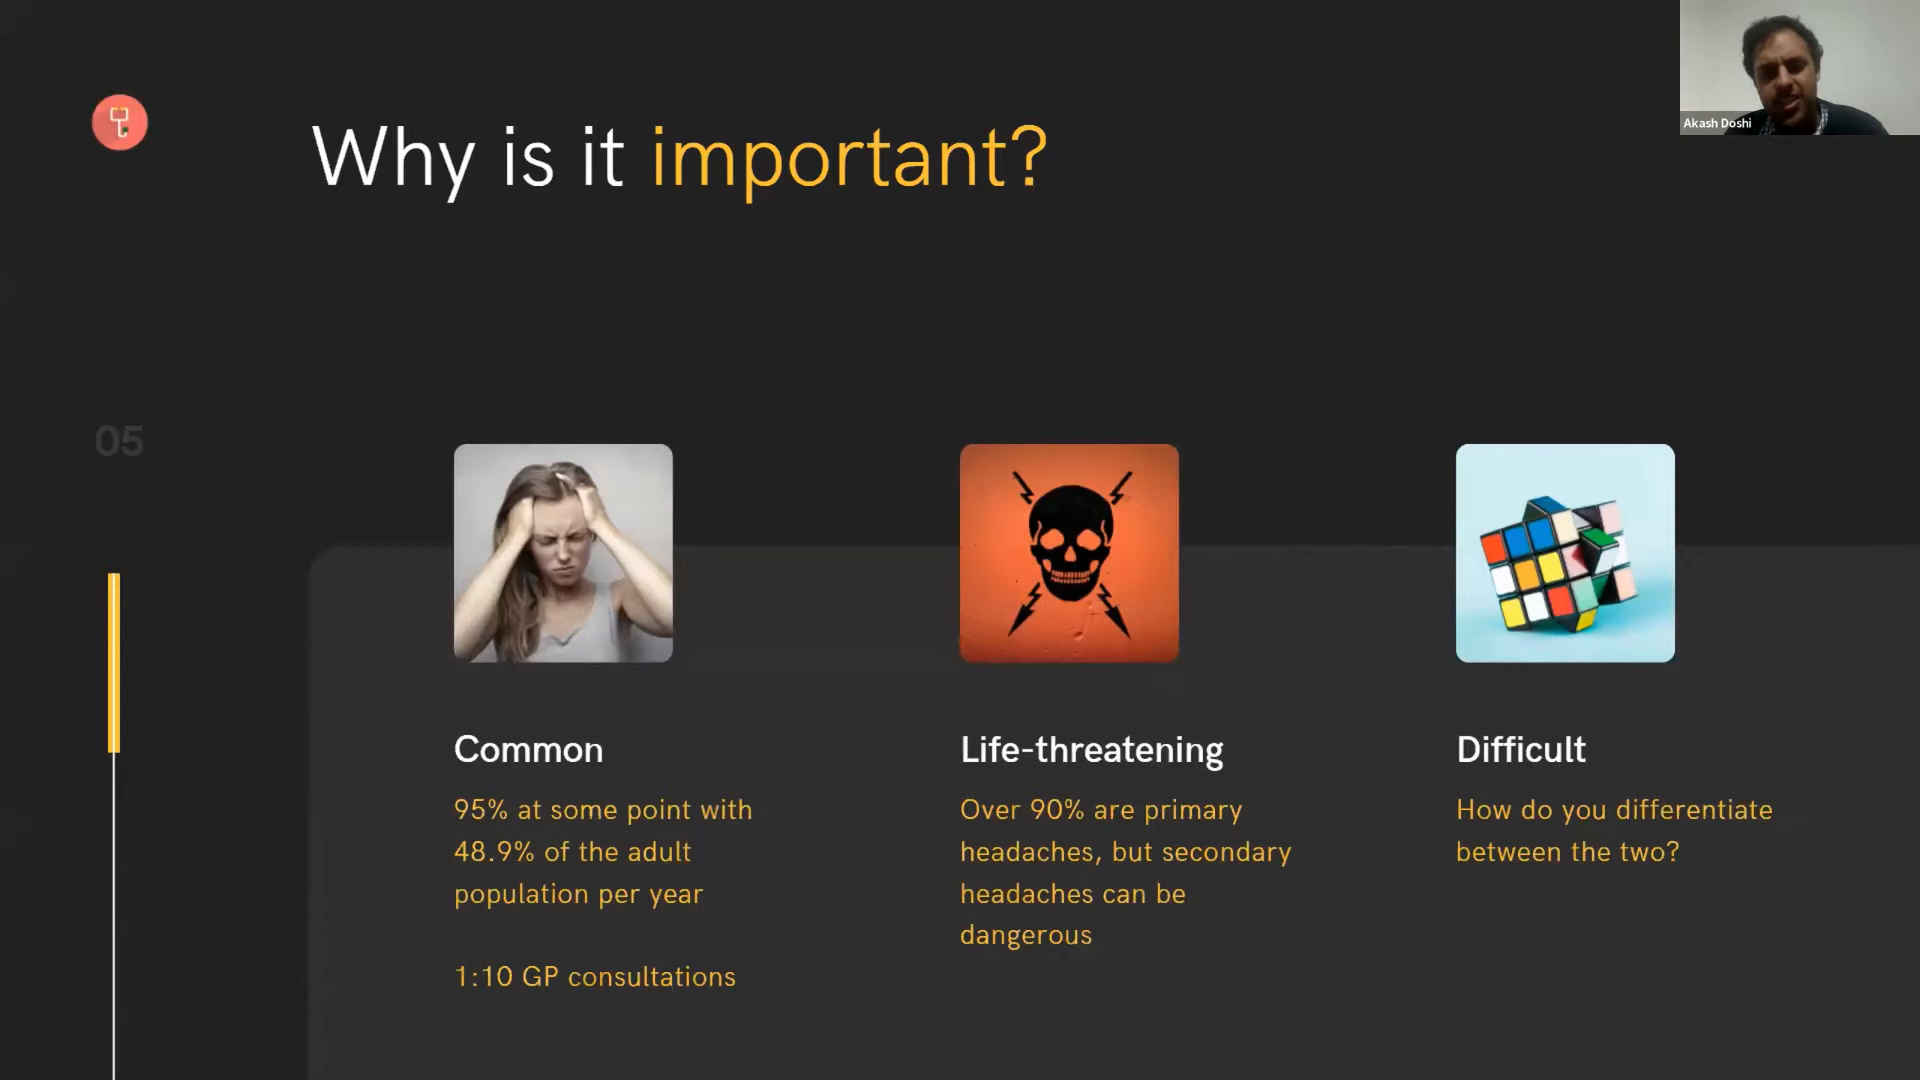 Akash Doshi
Why is it important?
05
Common
95% at some point with
48.9% of the adult
population per year
1:10 GP consultations
Life-threatening
Over 90% are primary
headaches, but secondary
headaches can be
dangerous
Difficult
How do you differentiate
between the two?